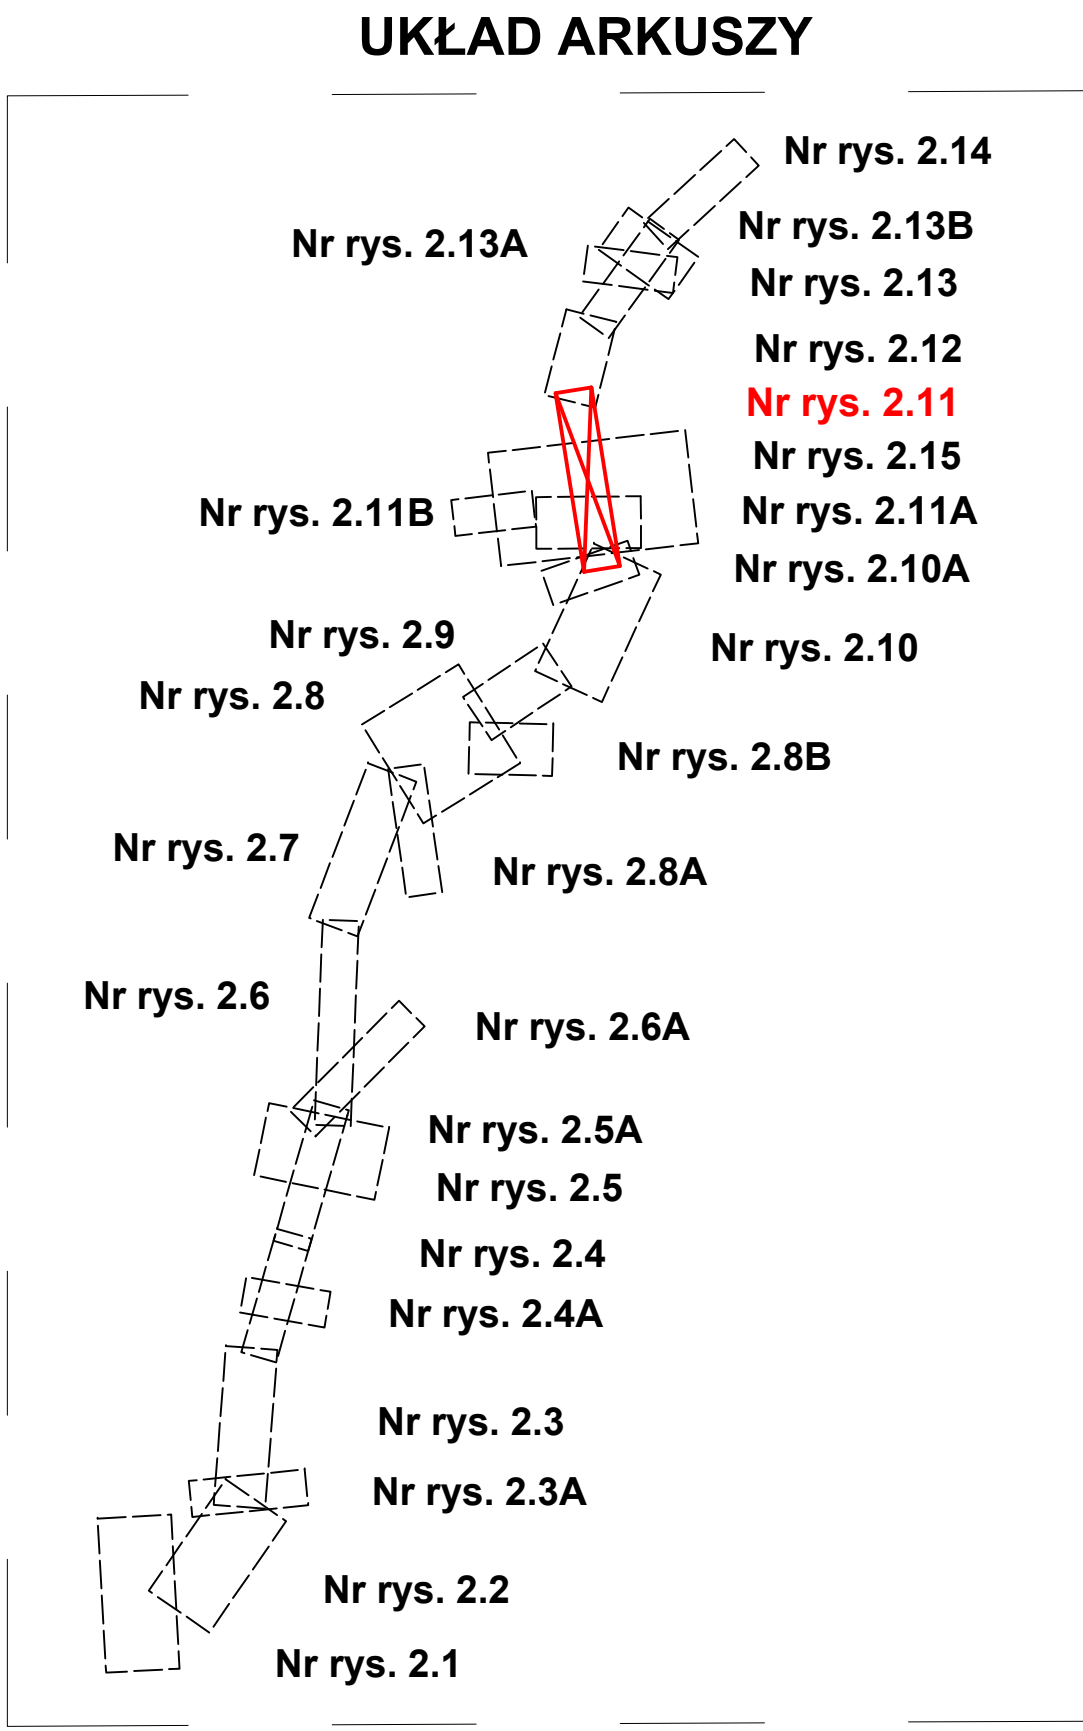 UKŁAD ARKUSZY
Nr rys. 2.14
Nr rys. 2.13B
Nr rys. 2.13A
Nr rys. 2.13
Nr rys. 2.12
Nr rys. 2.11
Nr rys. 2.15
Nr rys. 2.11B
Nr rys. 2.11A
Nr rys. 2.10A
Nr rys. 2.9
Nr rys. 2.10
Nr rys. 2.8
Nr rys. 2.8B
Nr rys. 2.7
Nr rys. 2.8A
Nr rys. 2.6
Nr rys. 2.6A
Nr rys. 2.5A
Nr rys. 2.5
Nr rys. 2.4
Nr rys. 2.4A
Nr rys. 2.3
Nr rys. 2.3A
Nr rys. 2.2
Nr rys. 2.1